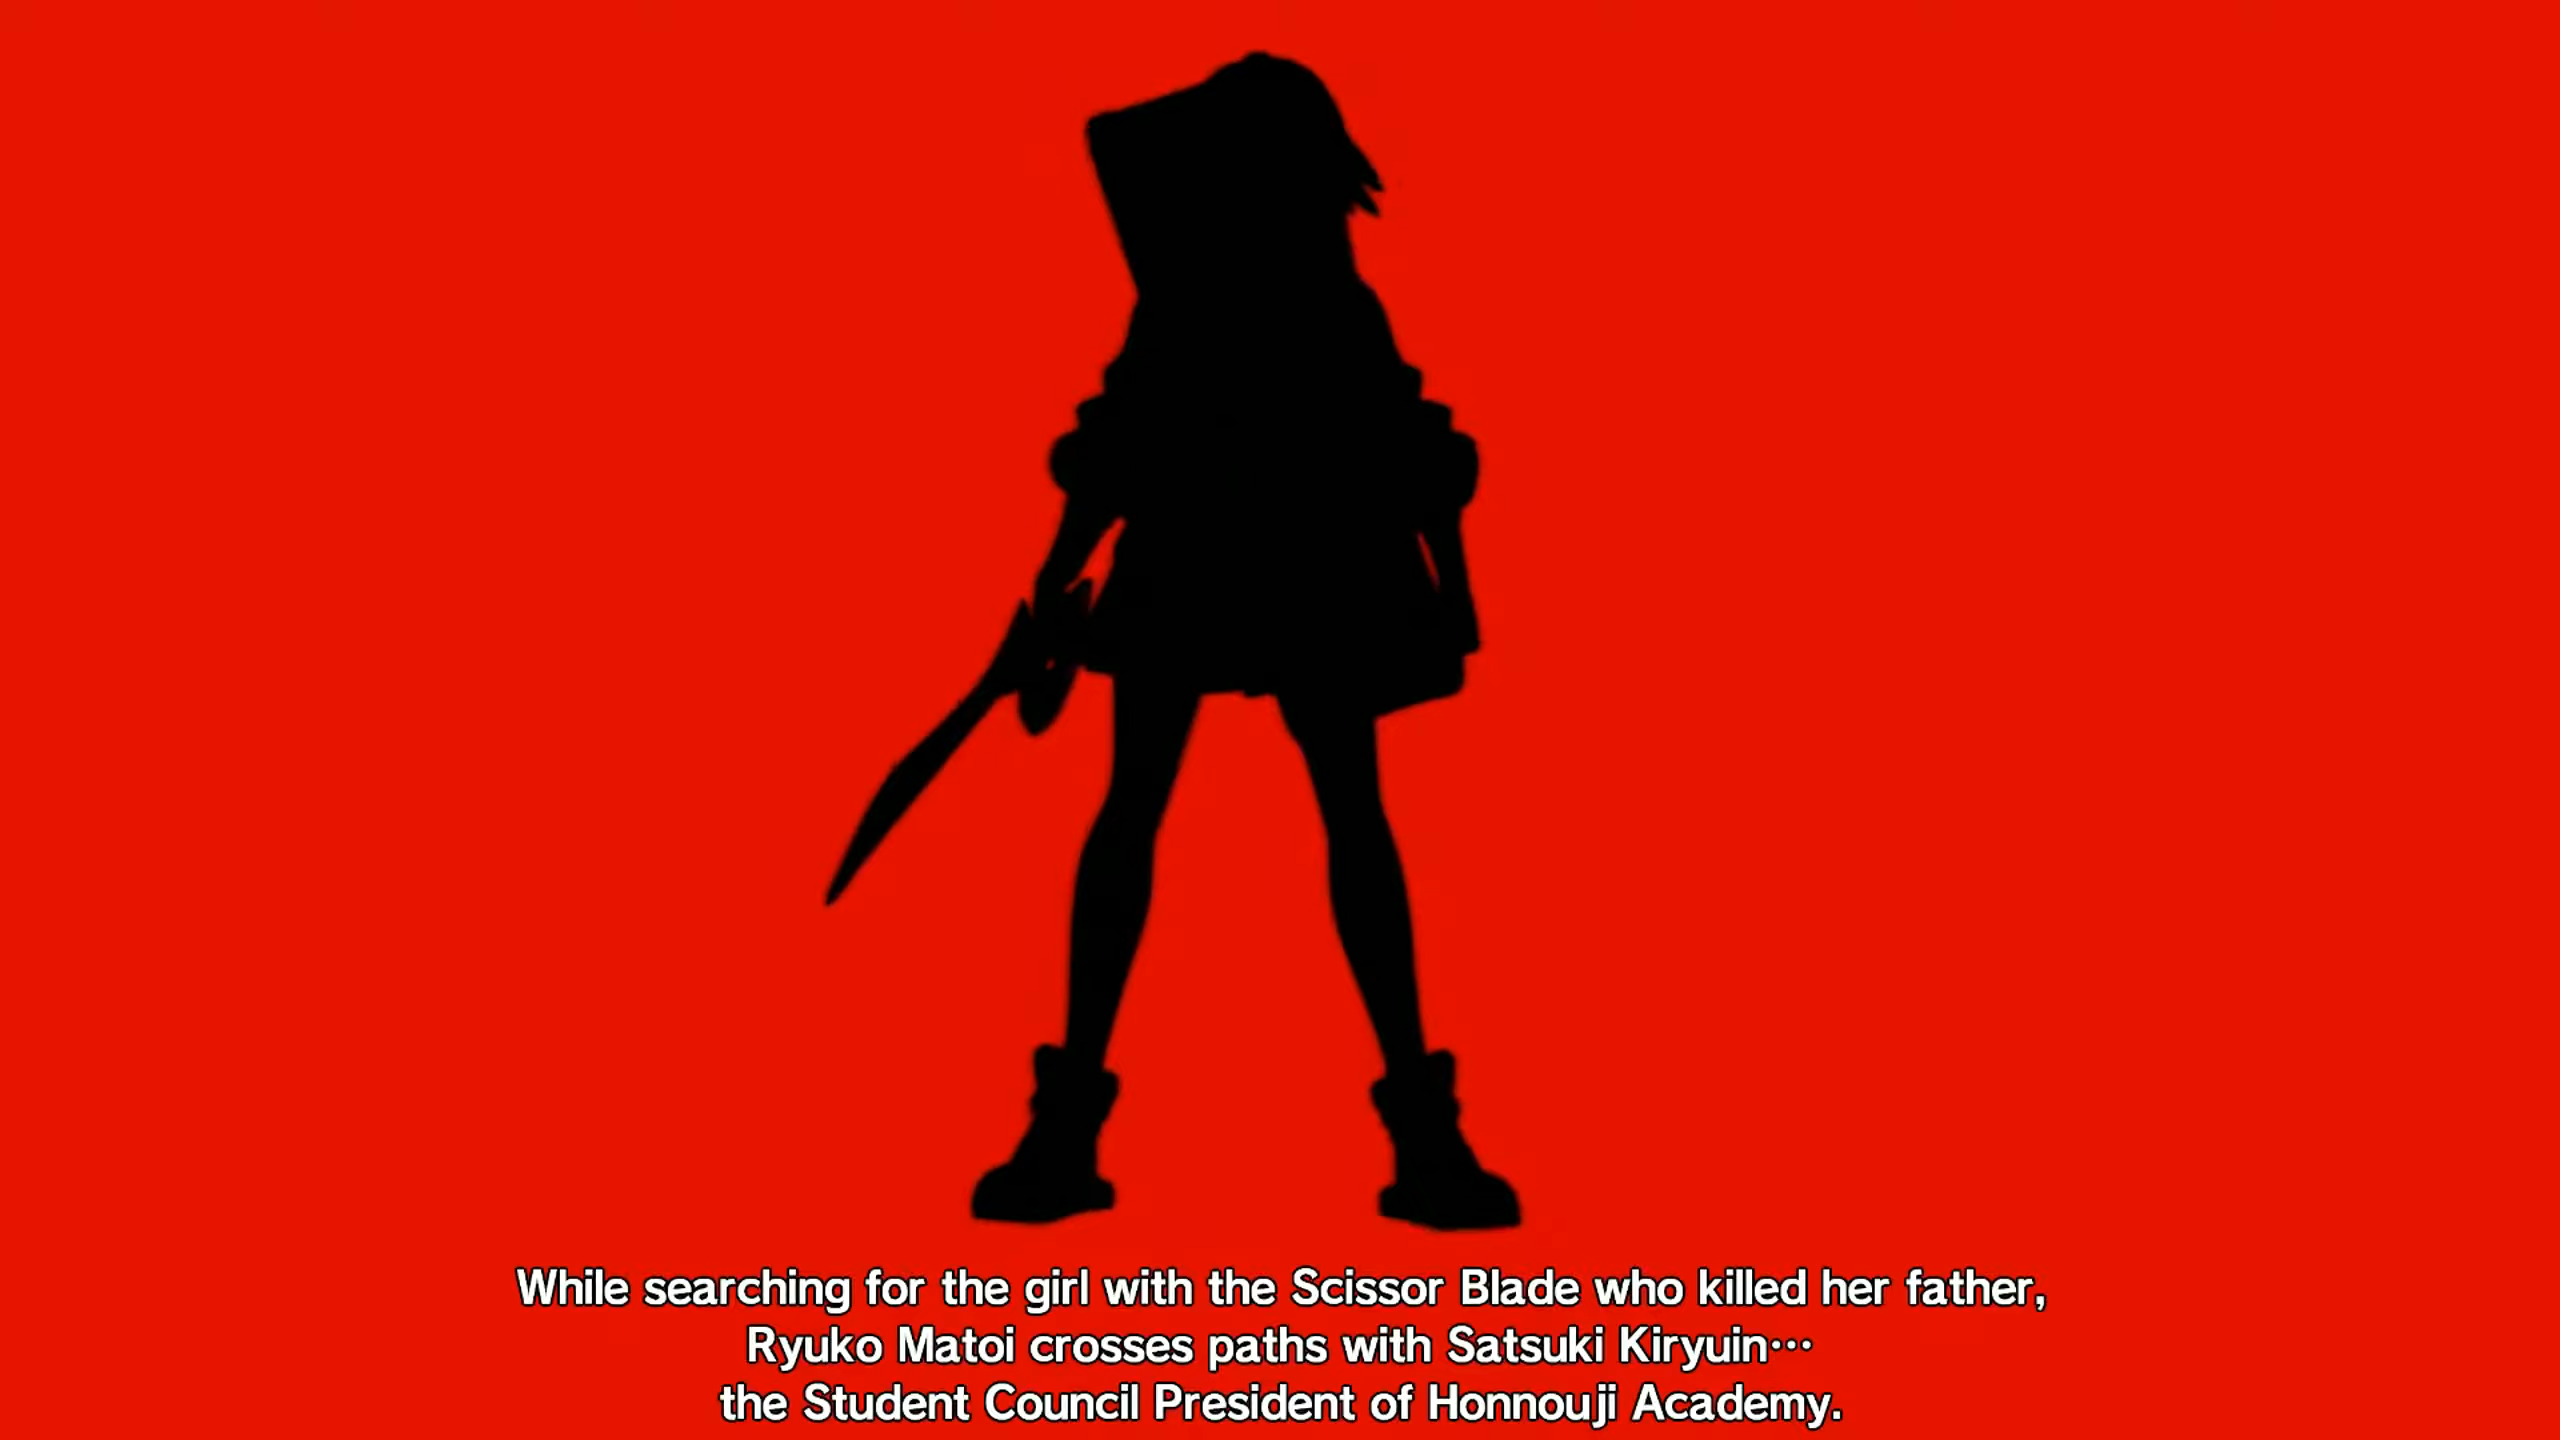 While searching for the girl with the Scissor Blade who killed her father,
Ryuko Matoi crosses paths with Satsuki Kiryuin…
the Student Council President of Honnouji Academy.